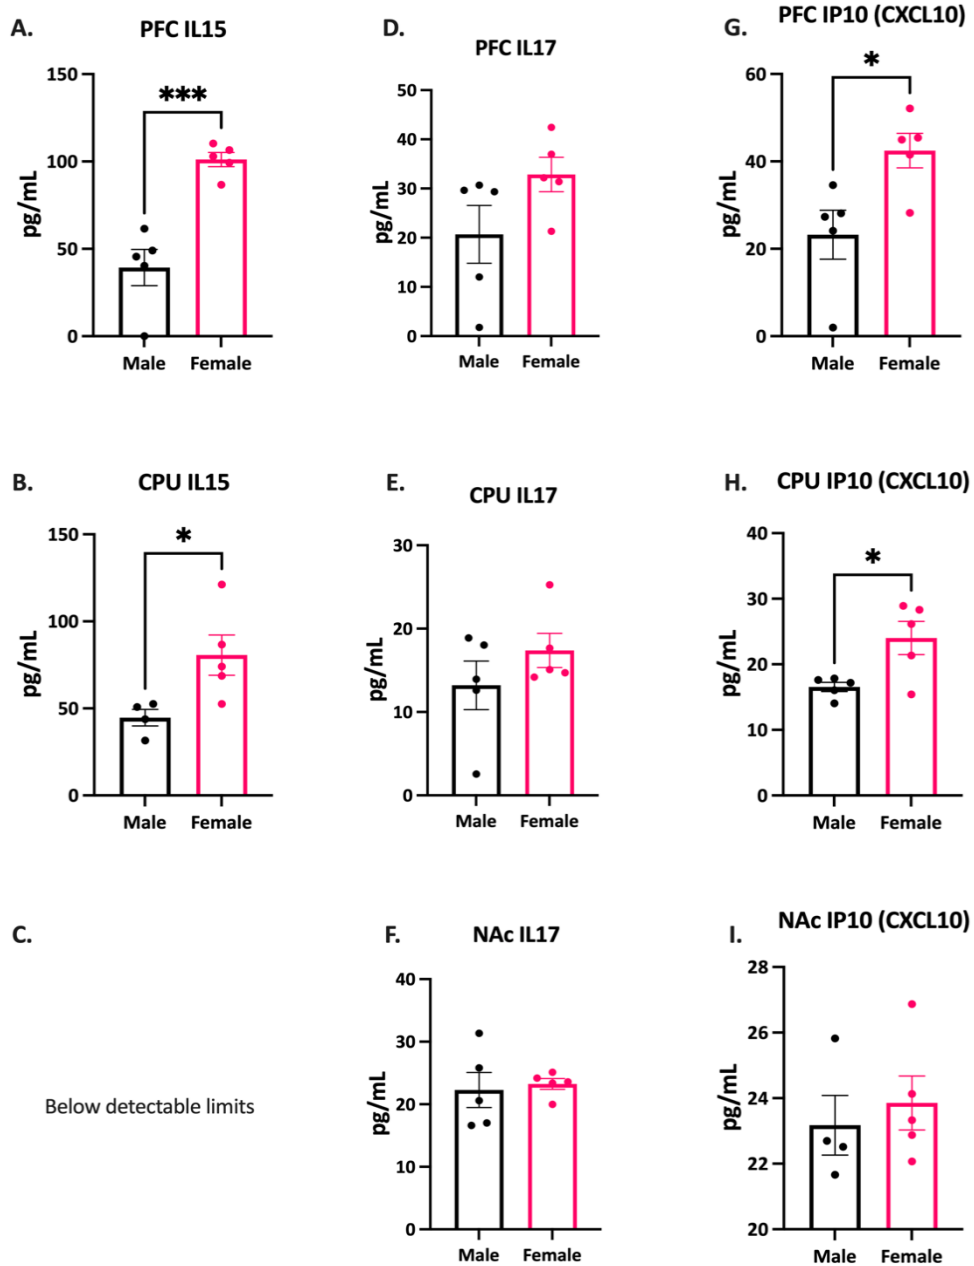 A.
PFC IL15
pg/mL
150
100
50
0
***
Male Female
D.
PFC IL17
pg/mL
50
40
30
20
10
0
Male Female
G.
PFC IP10 (CXCL10)
pg/mL
60
40
20
0
*
Male Female
B.
CPU IL15
pg/mL
150
100
50
0
*
Male Female
E.
CPU IL17
pg/mL
30
20
10
0
Male Female
H.
CPU IP10 (CXCL10)
pg/mL
40
30
20
10
0
*
Male Female
C.
Below detectable limits
F.
NAc IL17
pg/mL
40
30
20
10
0
Male Female
I.
NAc IP10 (CXCL10)
pg/mL
28
26
24
22
20
Male Female